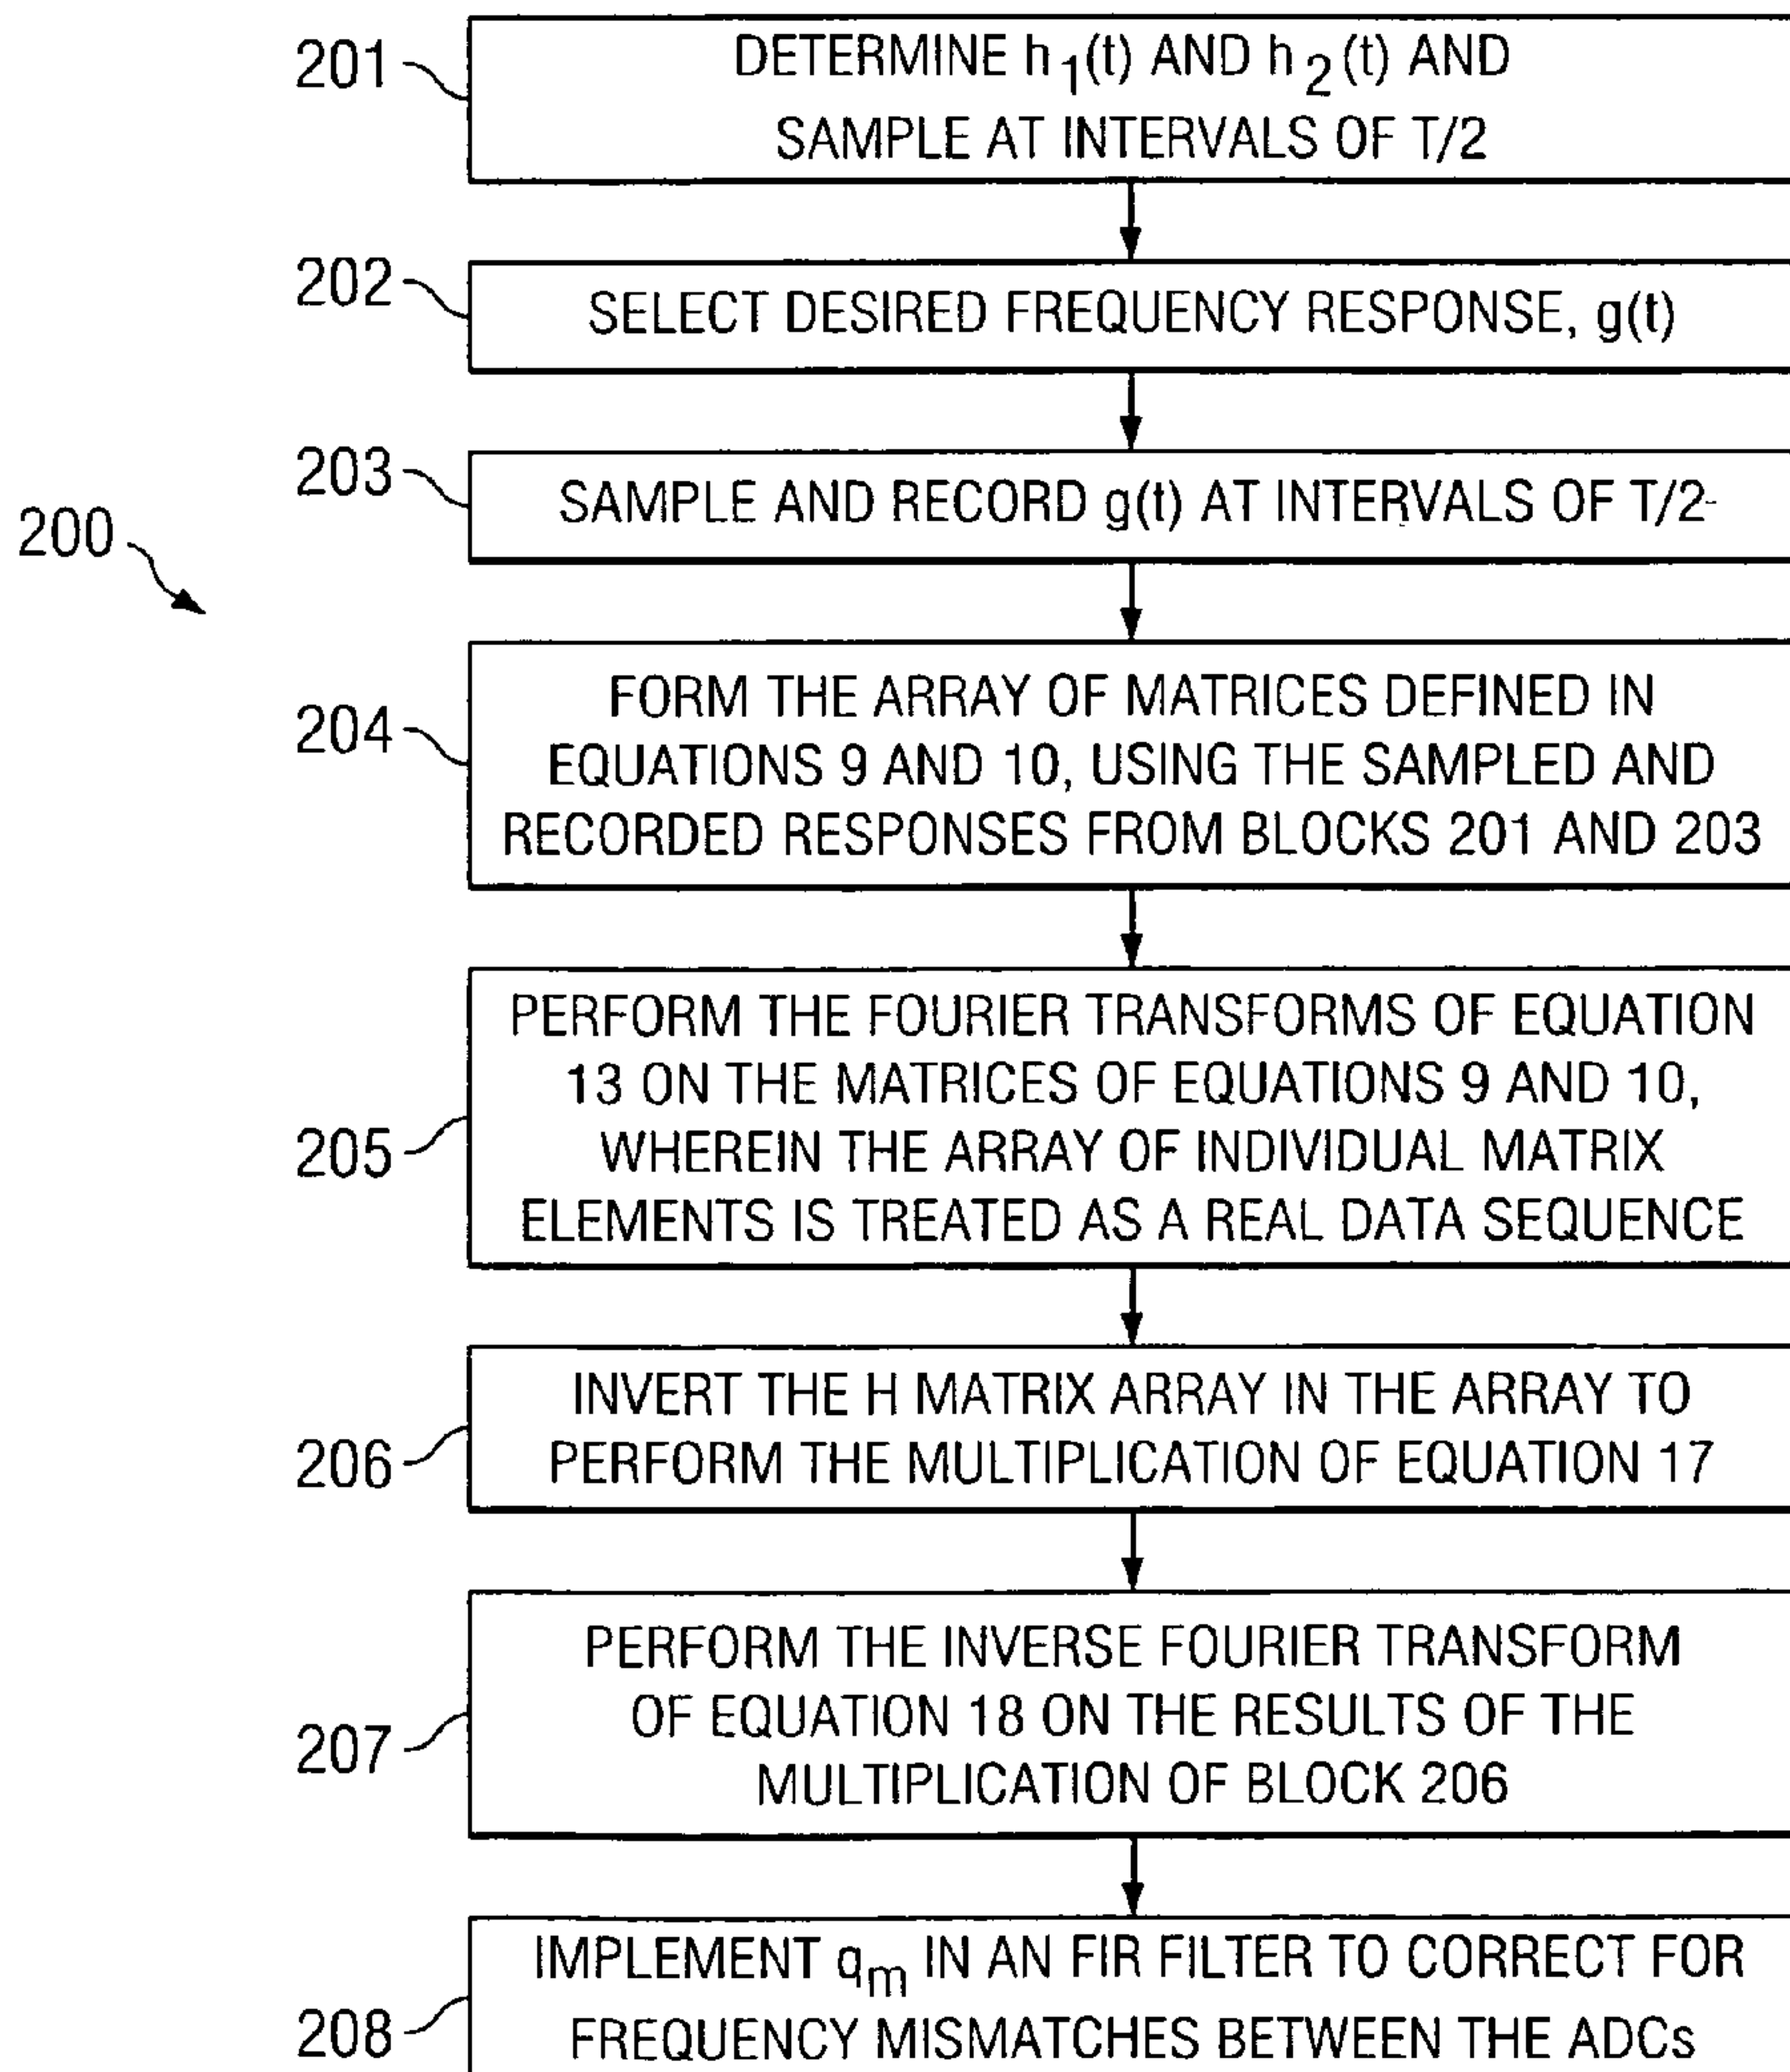 201
DETERMINE h1(t) AND h2(t) AND
SAMPLE AT INTERVALS OF T/2
202
SELECT DESIRED FREQUENCY RESPONSE, g(t)
203
SAMPLE AND RECORD g(t) AT INTERVALS OF T/2
200
204
FORM THE ARRAY OF MATRICES DEFINED IN
EQUATIONS 9 AND 10, USING THE SAMPLED AND
RECORDED RESPONSES FROM BLOCKS 201 AND 203
205
PERFORM THE FOURIER TRANSFORMS OF EQUATION
13 ON THE MATRICES OF EQUATIONS 9 AND 10,
WHEREIN THE ARRAY OF INDIVIDUAL MATRIX
ELEMENTS IS TREATED AS A REAL DATA SEQUENCE
206
INVERT THE H MATRIX ARRAY IN THE ARRAY TO
PERFORM THE MULTIPLICATION OF EQUATION 17
207
PERFORM THE INVERSE FOURIER TRANSFORM
OF EQUATION 18 ON THE RESULTS OF THE
MULTIPLICATION OF BLOCK 206
208
IMPLEMENT qm IN AN FIR FILTER TO CORRECT FOR
FREQUENCY MISMATCHES BETWEEN THE ADCs